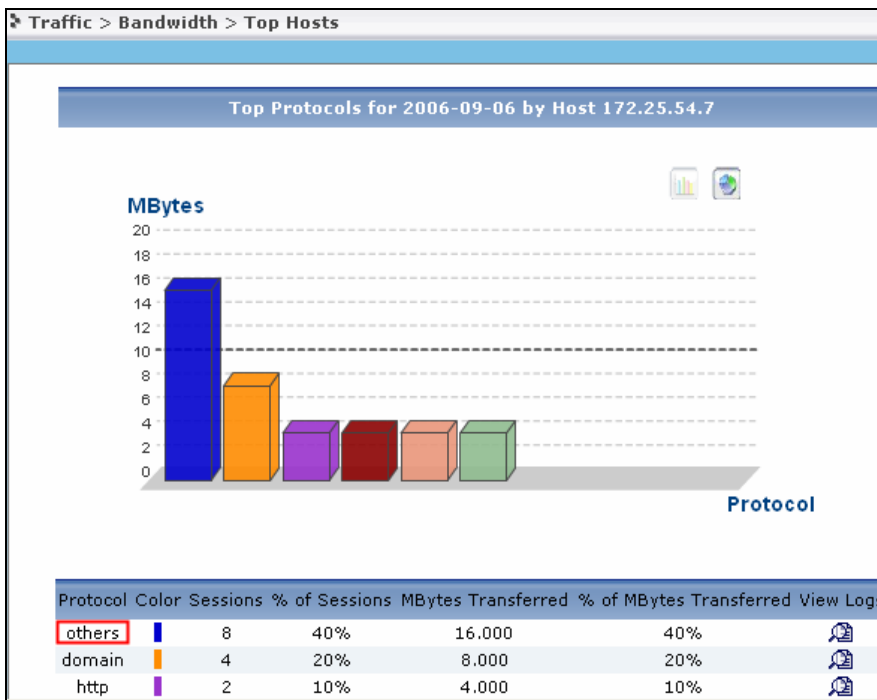 Traffic > Bandwidth > Top Hosts
Top Protocols for 2006-09-06 by Host 172.25.54.7
MBytes
20
18
16
14
12
10
8
6
4
2
0
Protocol
Protocol Color Sessions % of Sessions MBytes Transferred % of MBytes Transferred View Logs
others 8 40% 16.000 40%
domain 4 20% 8.000 20%
http 2 10% 4.000 10%